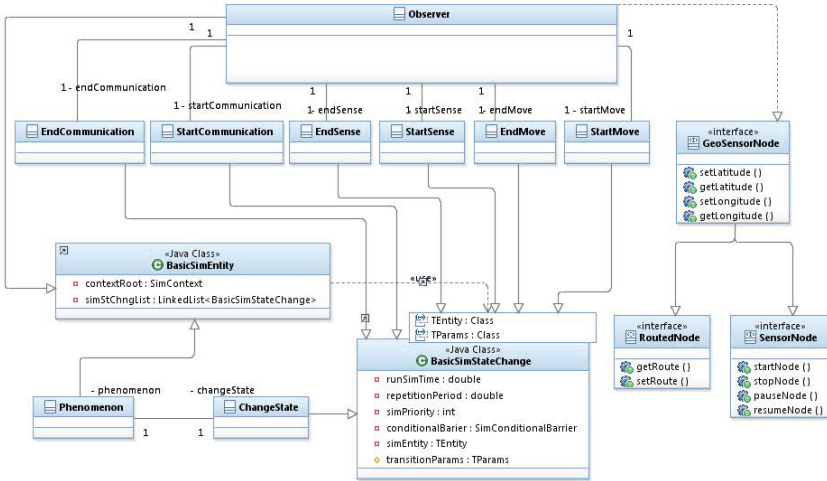 Observer
1
1
1
1
1
1
1 - endCommunication
1 - startCommunication
1 - endSense
1 - startSense
1 - endMove
1 - startMove
EndCommunication
StartCommunication
EndSense
StartSense
EndMove
StartMove
«interface»
GeoSensorNode
setLatitude ()
getLatitude ()
setLongitude ()
getLongitude ()
«Java Class»
BasicSimEntity
contextRoot : SimContext
simStChngList : LinkedList<BasicSimStateChange>
«use»
TEntity : Class
TParams : Class
«Java Class»
BasicSimStateChange
runSimTime : double
repetitionPeriod : double
simPriority : int
conditionalBarier : SimConditionalBarrier
simEntity : TEntity
transitionParams : TParams
«interface»
RoutedNode
getRoute ()
setRoute ()
«interface»
SensorNode
startNode ()
stopNode ()
pauseNode ()
resumeNode ()
- phenomenon
- changeState
Phenomenon
ChangeState
1
1